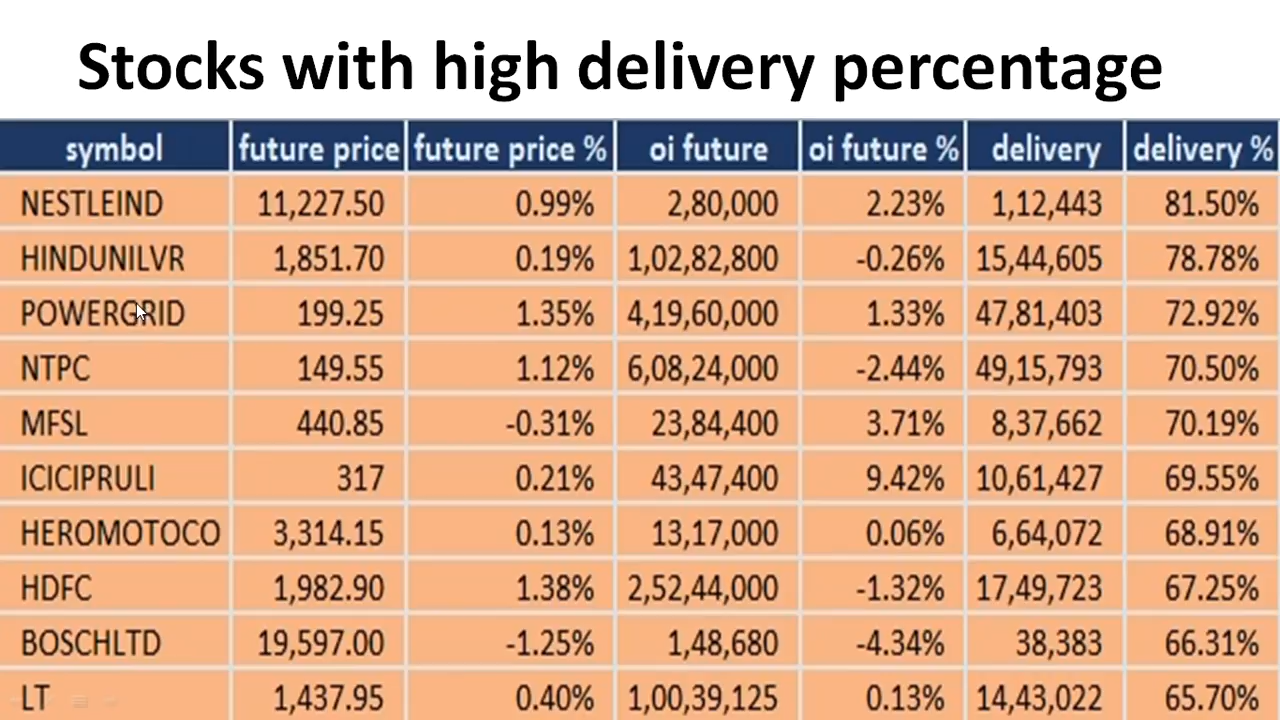 Stocks with high delivery percentage
symbol future price future price % oi future oi future % delivery delivery %
NESTLEIND 11,227.50 0.99% 2,80,000 2.23% 1,12,443 81.50%
HINDUNILVR 1,851.70 0.19% 1,02,82,800 -0.26% 15,44,605 78.78%
POWERGRID 199.25 1.35% 4,19,60,000 1.33% 47,81,403 72.92%
NTPC 149.55 1.12% 6,08,24,000 -2.44% 49,15,793 70.50%
MFSL 440.85 -0.31% 23,84,400 3.71% 8,37,662 70.19%
ICICIPRULI 317 0.21% 43,47,400 9.42% 10,61,427 69.55%
HEROMOTOCO 3,314.15 0.13% 13,17,000 0.06% 6,64,072 68.91%
HDFC 1,982.90 1.38% 2,52,44,000 -1.32% 17,49,723 67.25%
BOSCHLTD 19,597.00 -1.25% 1,48,680 -4.34% 38,383 66.31%
LT 1,437.95 0.40% 1,00,39,125 0.13% 14,43,022 65.70%